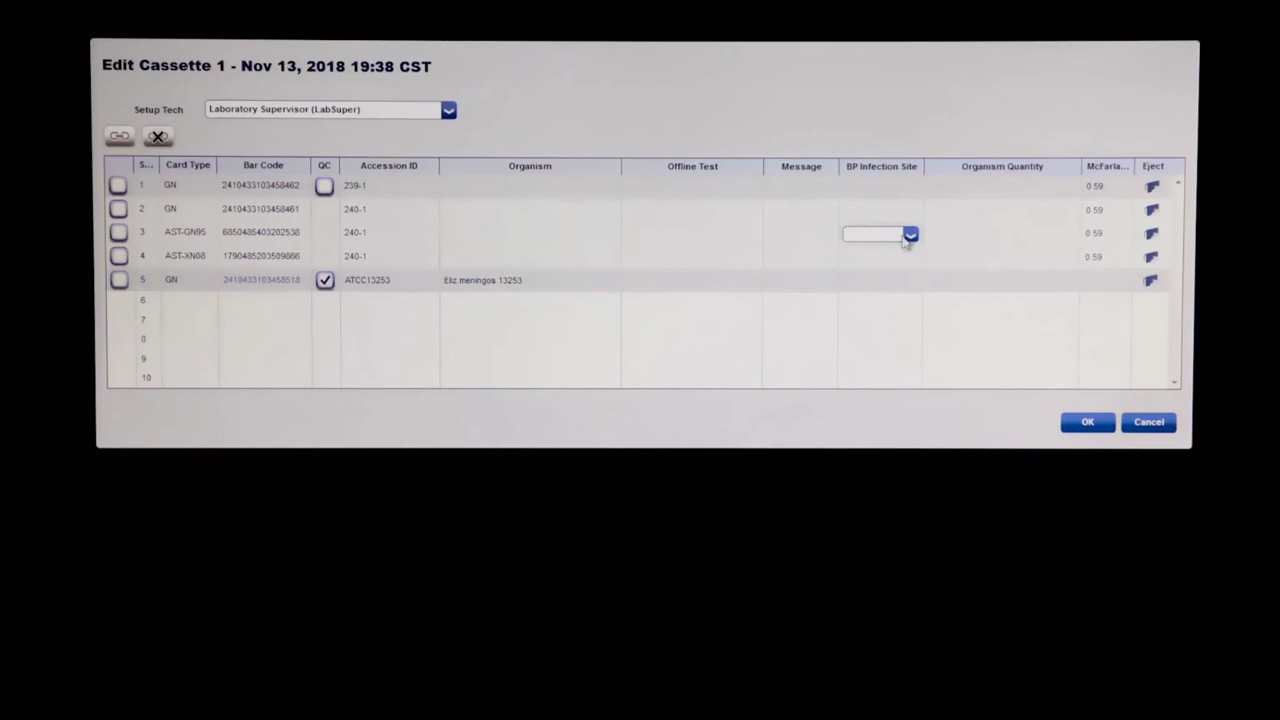 Edit Cassette 1 - Nov 13, 2018 19:38 CST
Setup Tech Laboratory Supervisor (LabSuper)
S... Card Type Bar Code QC Accession ID Organism Offline Test Message BP Infection Site Organism Quantity McFarla... Eject
1 GN 2410433103458462 239-1 0.59
2 GN 2410433103458461 240-1 0.59
3 AST-GN95 6850485403202538 240-1 0.59
4 AST-XN08 1790485203509866 240-1 0.59
5 GN 2410433103458518 ATCC13253 Eliz meningos 13253
6
7
8
9
10
OK Cancel